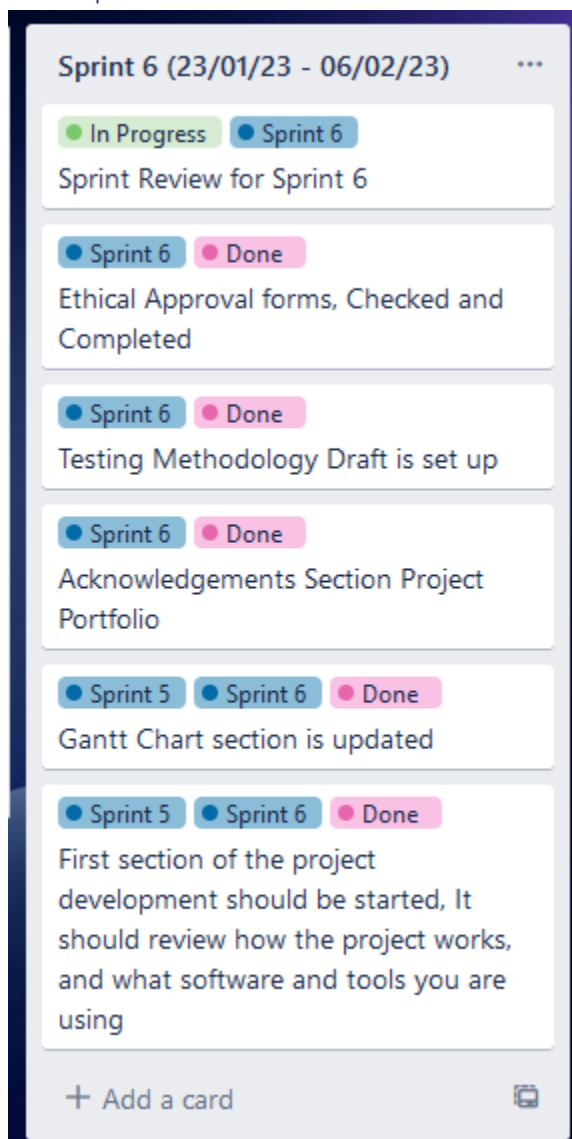 Sprint 6 (23/01/23 - 06/02/23)
In Progress Sprint 6
Sprint Review for Sprint 6
Sprint 6 Done
Ethical Approval forms, Checked and
Completed
Sprint 6 Done
Testing Methodology Draft is set up
Sprint 6 Done
Acknowledgements Section Project
Portfolio
Sprint 5 Sprint 6 Done
Gantt Chart section is updated
Sprint 5 Sprint 6 Done
First section of the project
development should be started, It
should review how the project works,
and what software and tools you are
using
+ Add a card